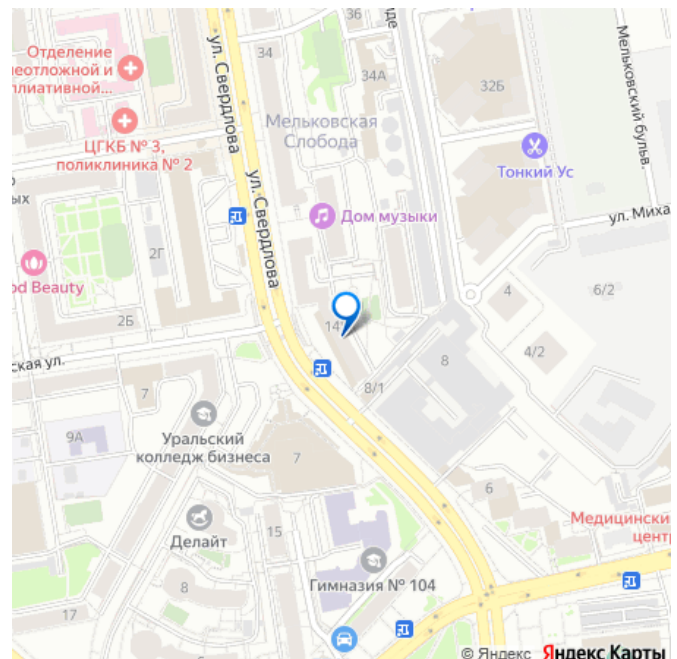 Отделение
неотложной и
ллиативной...
ЦГКБ № 3,
поликлиника № 2
ых
ул. Свердлова
34
34А
Мельковская
Слобода
32Б
Тонкий Ус
Мельковский бульв.
ул. Миха
ул. Свердлова
Дом музыки
2Г
od Beauty
2Б
ская ул.
14
8/1
8
4
6/2
4/2
7
9А
Уральский
колледж бизнеса
7
6
Медицински
цент
Делайт
15
8
Гимназия № 104
17
© Яндекс Яндекс Карты